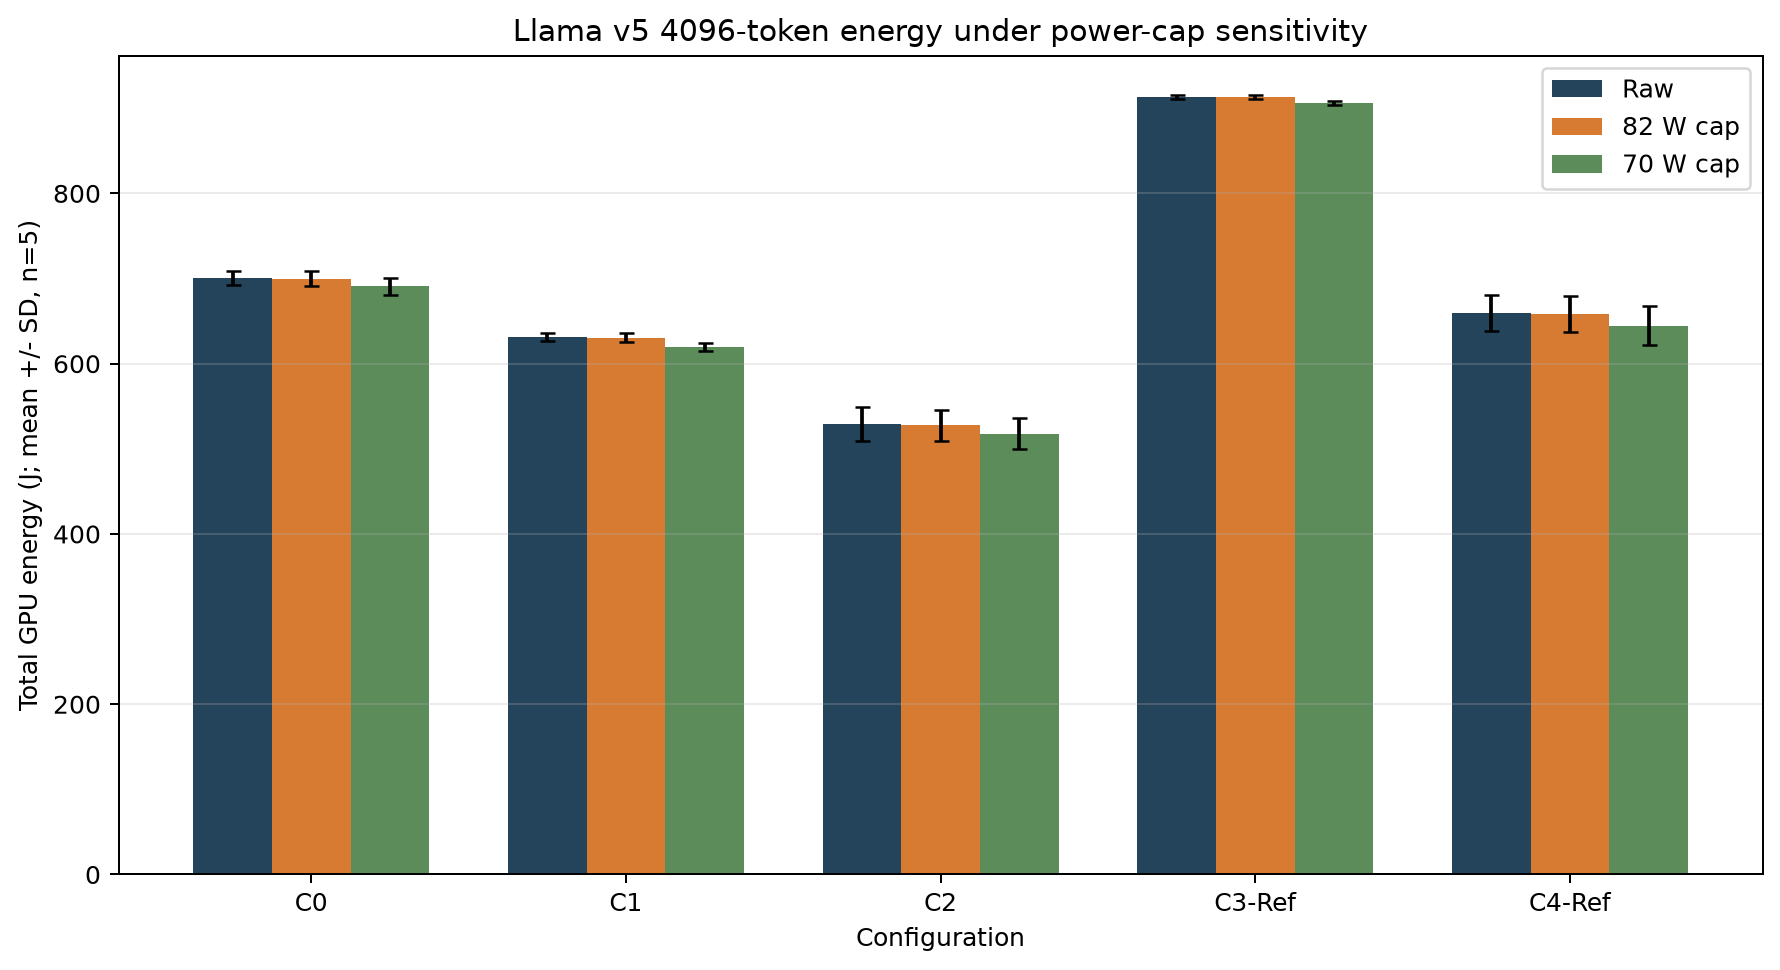 Llama v5 4096-token energy under power-cap sensitivity
Raw
82 W cap
70 W cap
Total GPU energy (J; mean +/- SD, n=5)
800
600
400
200
0
C0
C1
C2
C3-Ref
C4-Ref
Configuration